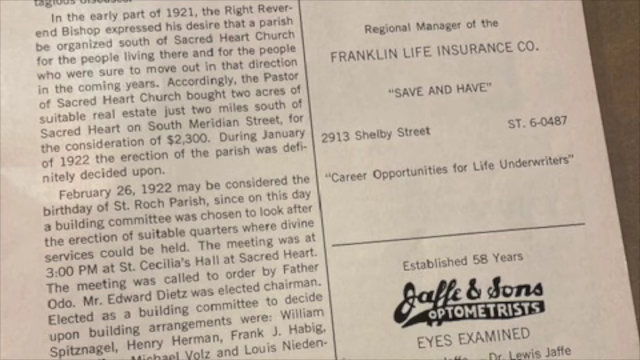 tagious diseases.
In the early part of 1921, the Right Rever-
end Bishop expressed his desire that a parish
be organized south of Sacred Heart Church
for the people living there and for the people
who were sure to move out in that direction
in the coming years. Accordingly, the Pastor
of Sacred Heart Church bought two acres of
suitable real estate just two miles south of
Sacred Heart on South Meridian Street, for
the consideration of $2,300. During January
of 1922 the erection of the parish was defi-
nitely decided upon.
February 26, 1922 may be considered the
birthday of St. Roch Parish, since on this day
a building committee was chosen to look after
the erection of suitable quarters where divine
services could be held. The meeting was at
3:00 PM at St. Cecilia's Hall at Sacred Heart.
The meeting was called to order by Father
Odo. Mr. Edward Dietz was elected chairman.
Elected as a building committee to decide
upon building arrangements were: William
Spitznagel, Henry Herman, Frank J. Habig,
Michael Volz and Louis Nieden-
Regional Manager of the
FRANKLIN LIFE INSURANCE CO.
"SAVE AND HAVE"
2913 Shelby Street ST. 6-0487
"Career Opportunities for Life Underwriters"
Established 58 Years
Jaffe & Sons
OPTOMETRISTS
EYES EXAMINED
Jaffe Dr. Lewis Jaffe